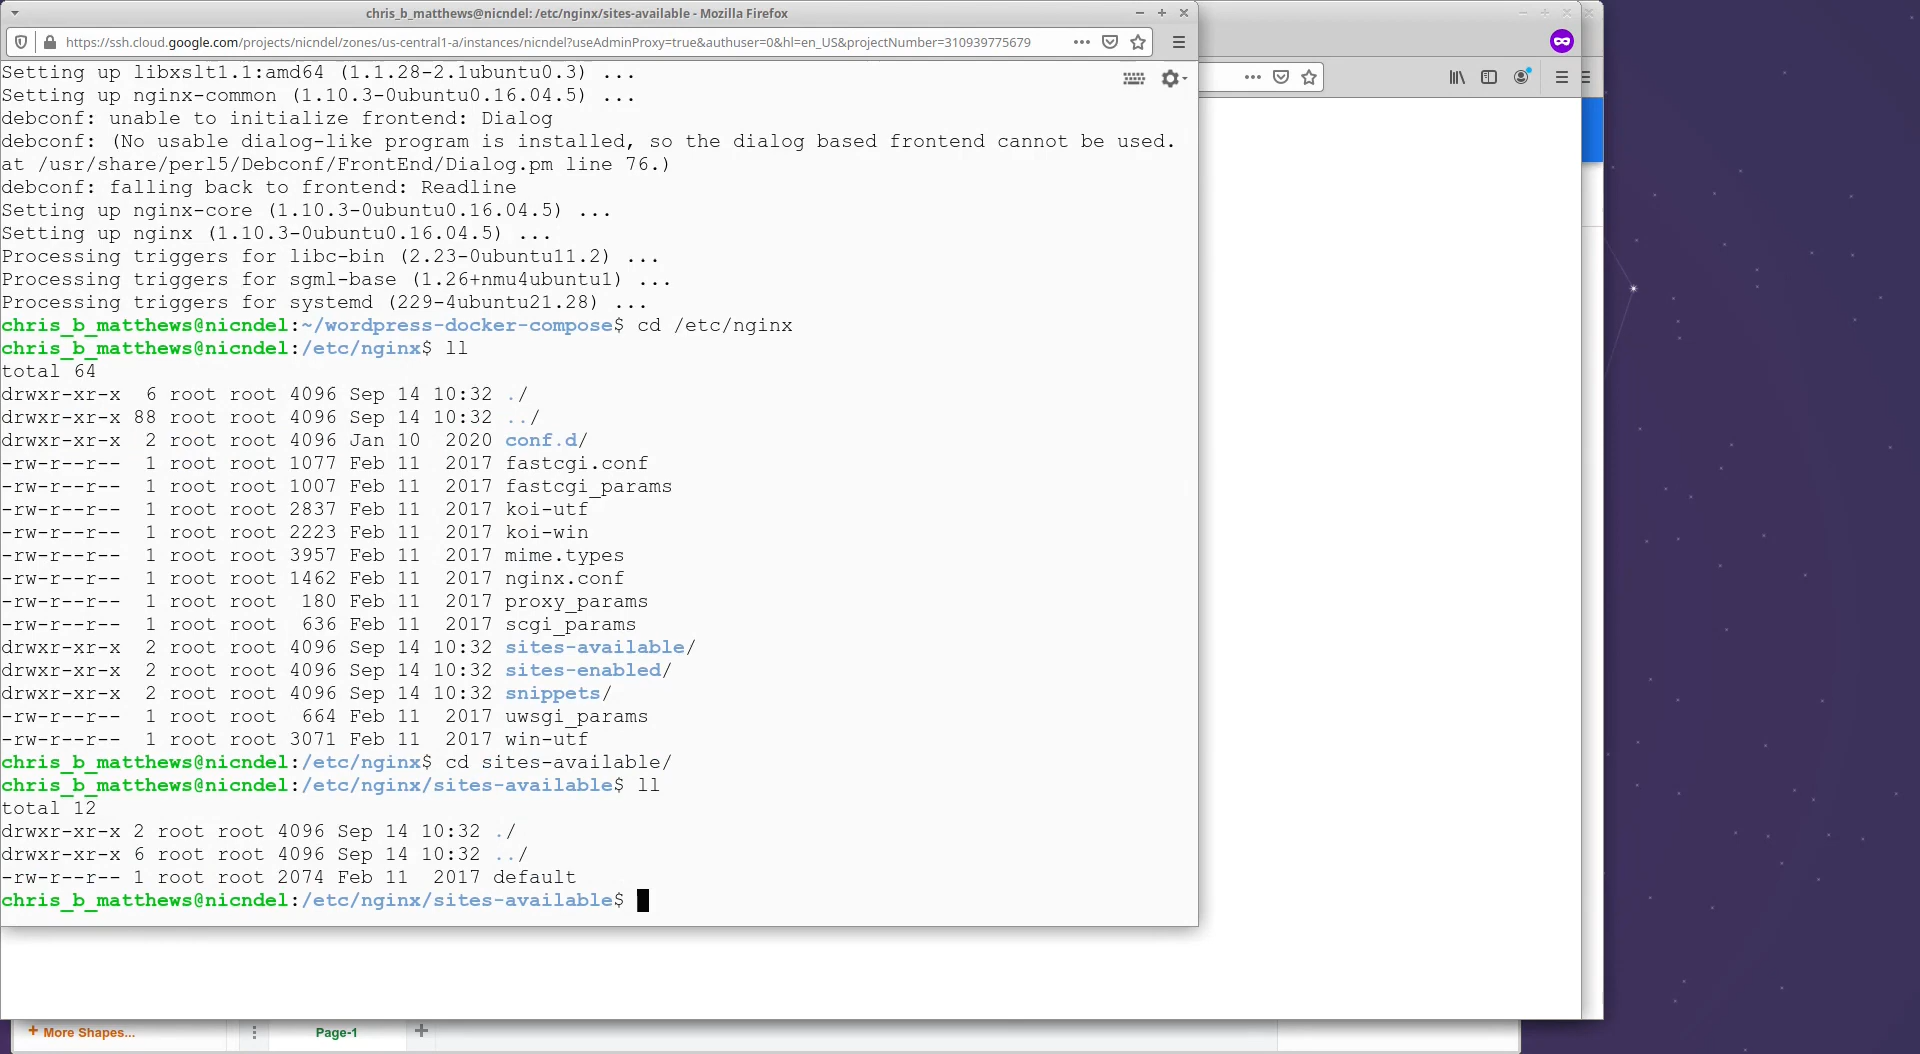 chris_b_matthews@nicndel: /etc/nginx/sites-available - Mozilla Firefox
https://ssh.cloud.google.com/projects/nicndel/zones/us-central1-a/instances/nicndel?useAdminProxy=true&authuser=0&hl=en_US&projectNumber=310939775679
Setting up libxslt1.1:amd64 (1.1.28-2.1ubuntu0.3) ...
Setting up nginx-common (1.10.3-0ubuntu0.16.04.5) ...
debconf: unable to initialize frontend: Dialog
debconf: (No usable dialog-like program is installed, so the dialog based frontend cannot be used.
at /usr/share/perl5/Debconf/FrontEnd/Dialog.pm line 76.)
debconf: falling back to frontend: Readline
Setting up nginx-core (1.10.3-0ubuntu0.16.04.5) ...
Setting up nginx (1.10.3-0ubuntu0.16.04.5) ...
Processing triggers for libc-bin (2.23-0ubuntu11.2) ...
Processing triggers for sgml-base (1.26+nmu4ubuntu1) ...
Processing triggers for systemd (229-4ubuntu21.28) ...
chris_b_matthews@nicndel:~/wordpress-docker-compose$ cd /etc/nginx
chris_b_matthews@nicndel:/etc/nginx$ ll
total 64
drwxr-xr-x  6 root root 4096 Sep 14 10:32 ./
drwxr-xr-x 88 root root 4096 Sep 14 10:32 ../
drwxr-xr-x  2 root root 4096 Jan 10  2020 conf.d/
-rw-r--r--  1 root root 1077 Feb 11  2017 fastcgi.conf
-rw-r--r--  1 root root 1007 Feb 11  2017 fastcgi_params
-rw-r--r--  1 root root 2837 Feb 11  2017 koi-utf
-rw-r--r--  1 root root 2223 Feb 11  2017 koi-win
-rw-r--r--  1 root root 3957 Feb 11  2017 mime.types
-rw-r--r--  1 root root 1462 Feb 11  2017 nginx.conf
-rw-r--r--  1 root root  180 Feb 11  2017 proxy_params
-rw-r--r--  1 root root  636 Feb 11  2017 scgi_params
drwxr-xr-x  2 root root 4096 Sep 14 10:32 sites-available/
drwxr-xr-x  2 root root 4096 Sep 14 10:32 sites-enabled/
drwxr-xr-x  2 root root 4096 Sep 14 10:32 snippets/
-rw-r--r--  1 root root  664 Feb 11  2017 uwsgi_params
-rw-r--r--  1 root root 3071 Feb 11  2017 win-utf
chris_b_matthews@nicndel:/etc/nginx$ cd sites-available/
chris_b_matthews@nicndel:/etc/nginx/sites-available$ ll
total 12
drwxr-xr-x 2 root root 4096 Sep 14 10:32 ./
drwxr-xr-x 6 root root 4096 Sep 14 10:32 ../
-rw-r--r-- 1 root root 2074 Feb 11  2017 default
chris_b_matthews@nicndel:/etc/nginx/sites-available$
+ More Shapes... Page-1 +